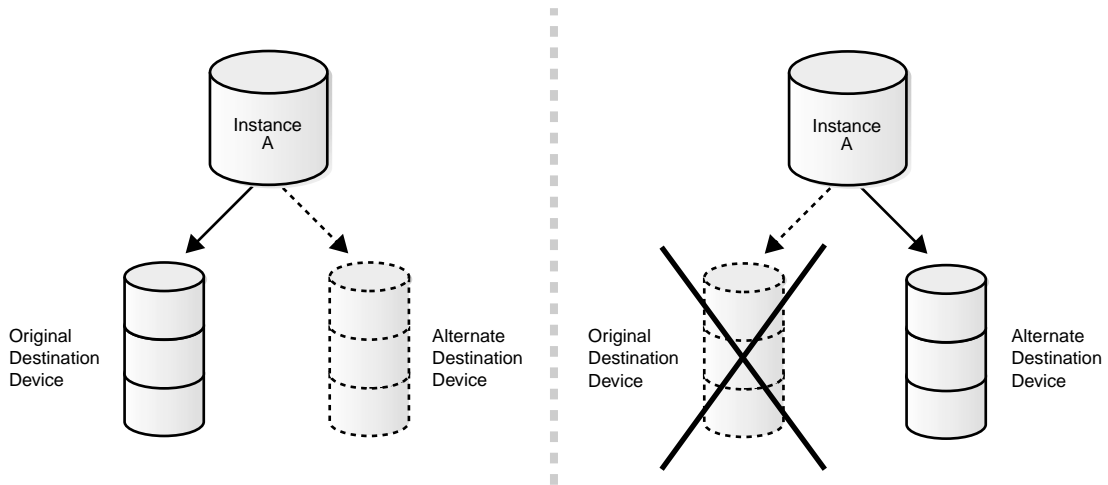 Instance
A
Original
Destination
Device
Alternate
Destination
Device
Instance
A
Original
Destination
Device
Alternate
Destination
Device